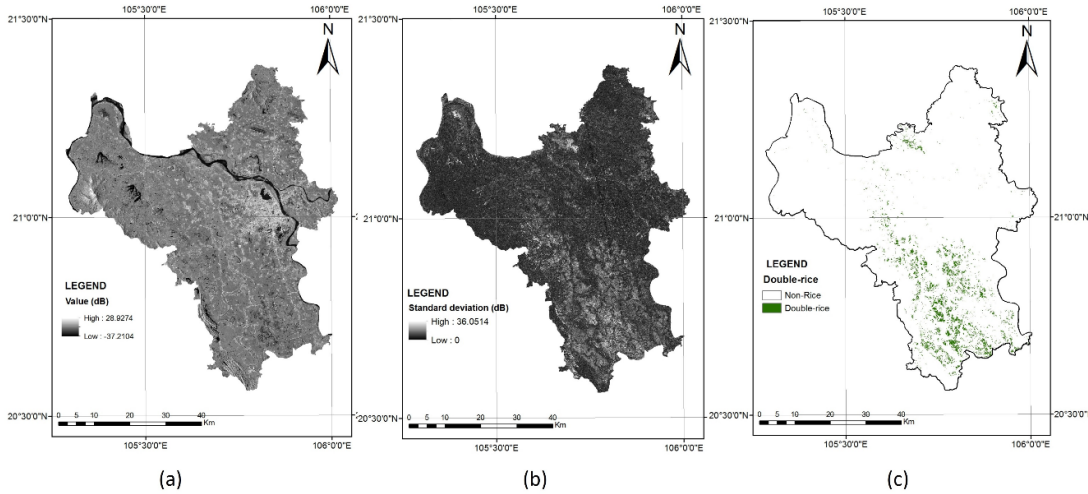 105°30'0"E 106°0'0"E
21°30'0"N
N
21°0'0"N
LEGEND
Value (dB)
High : 28.9274
Low : -37.2104
20°30'0"N
0 5 10 20 30 40
Km
105°30'0"E 106°0'0"E
(a)
105°30'0"E 106°0'0"E
21°30'0"N
N
21°0'0"N
LEGEND
Standard deviation (dB)
High : 36.0514
Low : 0
20°30'0"N
0 5 10 20 30 40
Km
105°30'0"E 106°0'0"E
(b)
105°30'0"E 106°0'0"E
21°30'0"N
N
21°0'0"N
LEGEND
Double-rice
Non-Rice
Double-rice
20°30'0"N
0 5 10 20 30 40
Km
105°30'0"E 106°0'0"E
(c)